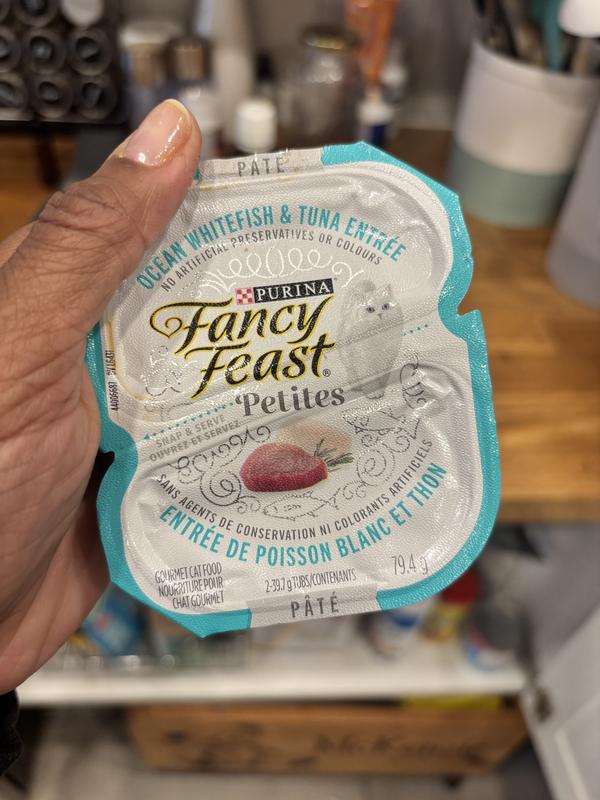 PÂTÉ
OCEAN WHITEFISH & TUNA ENTRÉE
NO ARTIFICIAL PRESERVATIVES OR COLOURS
PURINA
Fancy
Feast®
Petites
SNAP & SERVE
OUVREZ ET SERVEZ
SANS AGENTS DE CONSERVATION NI COLORANTS ARTIFICIELS
ENTRÉE DE POISSON BLANC ET THON
GOURMET CAT FOOD
NOURRITURE POUR
CHAT GOURMET
2-39.7 g TUBS/CONTENANTS
79.4 g
PÂTÉ